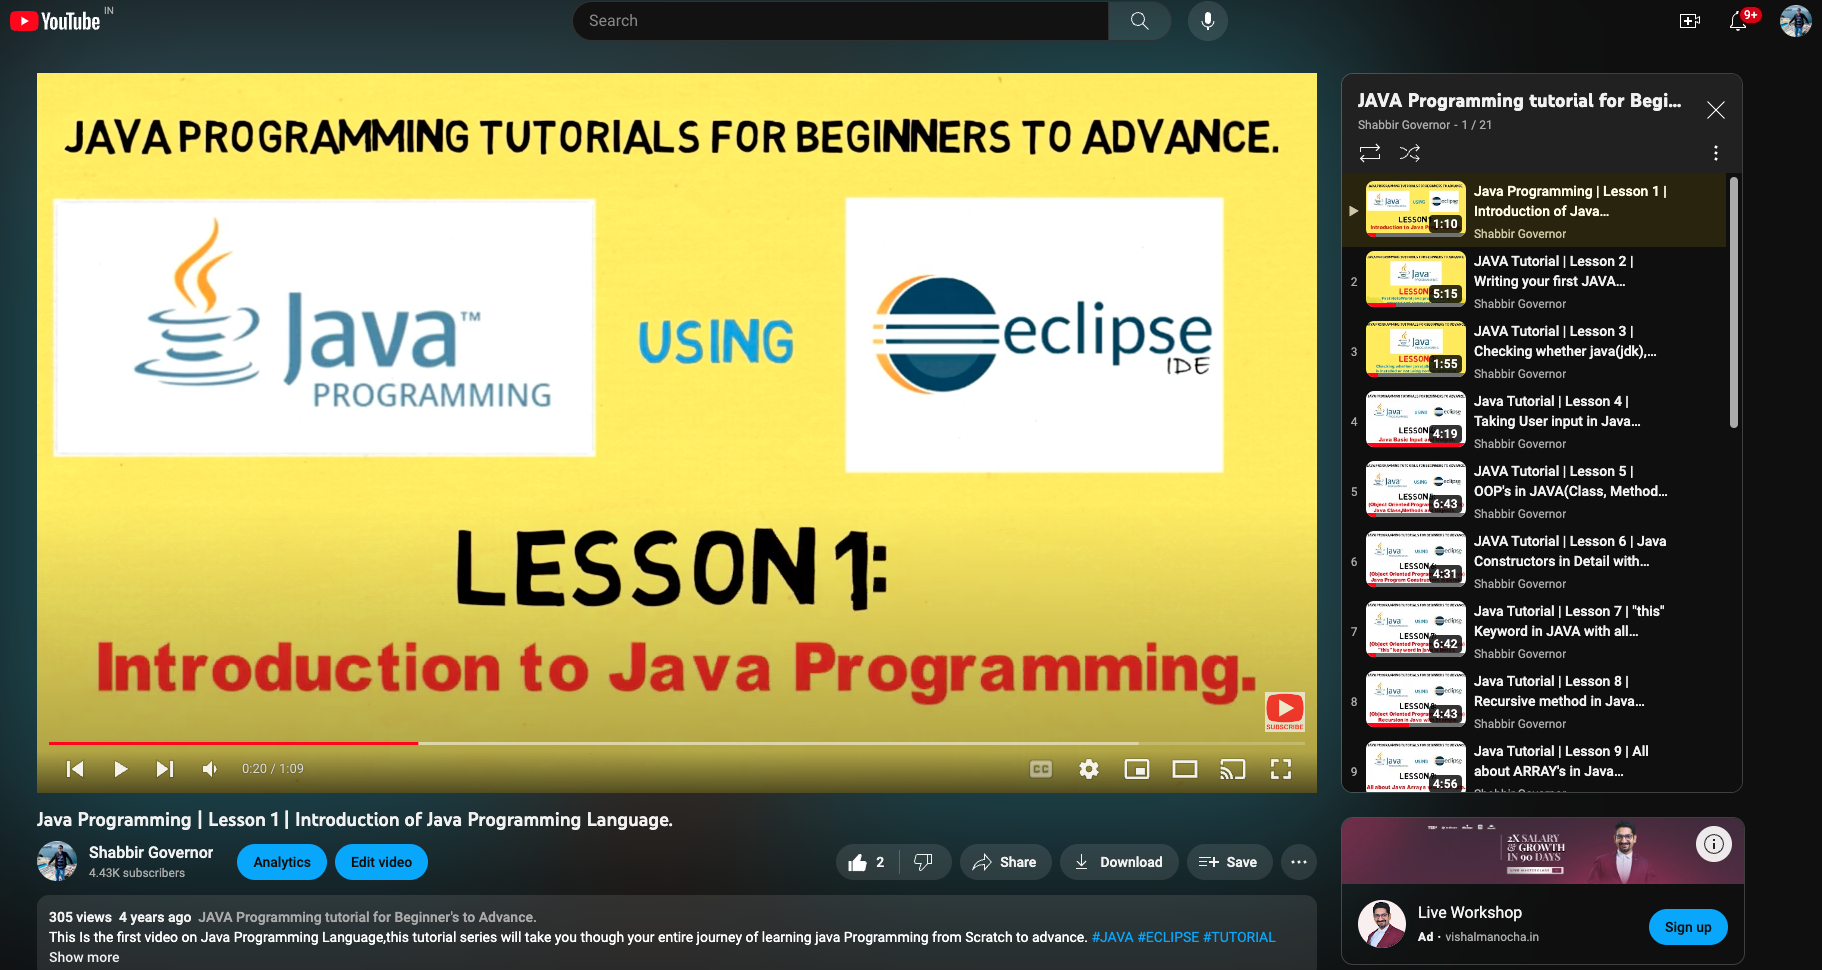 YouTube IN
Search
9+
JAVA PROGRAMMING TUTORIALS FOR BEGINNERS TO ADVANCE.
Java™
PROGRAMMING
USING
eclipse
IDE
LESSON 1:
Introduction to Java Programming.
SUBSCRIBE
0:20 / 1:09
CC
Java Programming | Lesson 1 | Introduction of Java Programming Language.
Shabbir Governor
4.43K subscribers
Analytics
Edit video
2
Share
Download
Save
305 views 4 years ago JAVA Programming tutorial for Beginner's to Advance.
This Is the first video on Java Programming Language,this tutorial series will take you though your entire journey of learning java Programming from Scratch to advance. #JAVA #ECLIPSE #TUTORIAL
Show more
JAVA Programming tutorial for Begi...
Shabbir Governor - 1 / 21
1:10
Java Programming | Lesson 1 |
Introduction of Java...
Shabbir Governor
2
5:15
JAVA Tutorial | Lesson 2 |
Writing your first JAVA...
Shabbir Governor
3
1:55
JAVA Tutorial | Lesson 3 |
Checking whether java(jdk),...
Shabbir Governor
4
4:19
Java Tutorial | Lesson 4 |
Taking User input in Java...
Shabbir Governor
5
6:43
JAVA Tutorial | Lesson 5 |
OOP's in JAVA(Class, Method...
Shabbir Governor
6
4:31
JAVA Tutorial | Lesson 6 | Java
Constructors in Detail with...
Shabbir Governor
7
6:42
Java Tutorial | Lesson 7 | "this"
Keyword in JAVA with all...
Shabbir Governor
8
4:43
Java Tutorial | Lesson 8 |
Recursive method in Java...
Shabbir Governor
9
4:56
Java Tutorial | Lesson 9 | All
about ARRAY's in Java...
Shabbir Governor
2X SALARY
& GROWTH
IN 90 DAYS
Live Workshop
Ad · vishalmanocha.in
Sign up